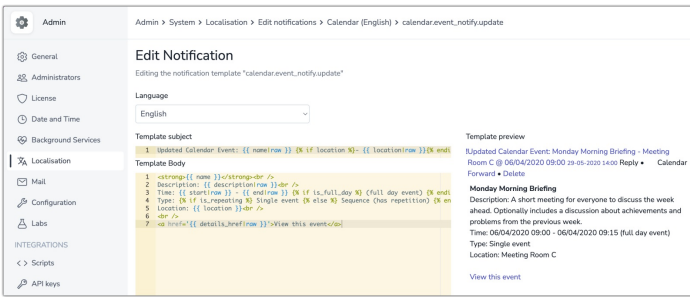 Admin
Admin > System > Localisation > Edit notifications > Calendar (English) > calendar.event_notify.update
General
Administrators
License
Date and Time
Background Services
Localisation
Mail
Configuration
Labs
INTEGRATIONS
Scripts
API keys
Edit Notification
Editing the notification template "calendar.event_notify.update"
Language
English
Template subject
1 Updated Calendar Event: {{ name|raw }} {% if location %}- {{ location|raw }}{% endi
Template Body
1 <strong>{{ name }}</strong><br />
2 Description: {{ description|raw }}<br />
3 Time: {{ start|raw }} - {{ end|raw }} {% if is_full_day %} (full day event) {% endi
4 Type: {% if is_repeating %} Single event {% else %} Sequence (has repetition) {% en
5 Location: {{ location }}<br />
6 <br />
7 <a href='{{ details_href|raw }}'>View this event</a>
Template preview
!Updated Calendar Event: Monday Morning Briefing - Meeting
Room C @ 06/04/2020 09:00 29-05-2020 14:00 Reply • Calendar
Forward • Delete
Monday Morning Briefing
Description: A short meeting for everyone to discuss the week
ahead. Optionally includes a discussion about achievements and
problems from the previous week.
Time: 06/04/2020 09:00 - 06/04/2020 09:15 (full day event)
Type: Single event
Location: Meeting Room C
View this event